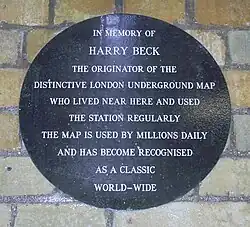 IN MEMORY OF
HARRY BECK
THE ORIGINATOR OF THE
DISTINCTIVE LONDON UNDERGROUND MAP
WHO LIVED NEAR HERE AND USED
THE STATION REGULARLY
THE MAP IS USED BY MILLIONS DAILY
AND HAS BECOME RECOGNISED
AS A CLASSIC
WORLD-WIDE